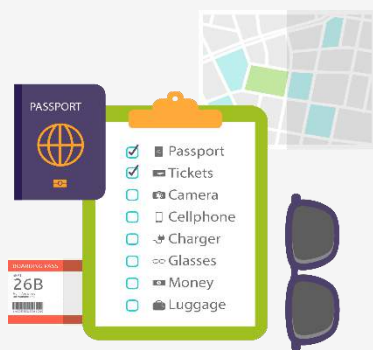 PASSPORT
Passport
Tickets
Camera
Cellphone
Charger
Glasses
Money
Luggage
BOARDING PASS
26B